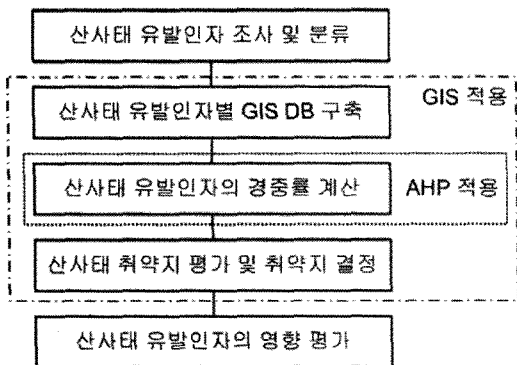 산사태 유발인자 조사 및 분류
GIS 적용
산사태 유발인자별 GIS DB 구축
산사태 유발인자의 경중률 계산
AHP 적용
산사태 취약지 평가 및 취약지 결정
산사태 유발인자의 영향 평가